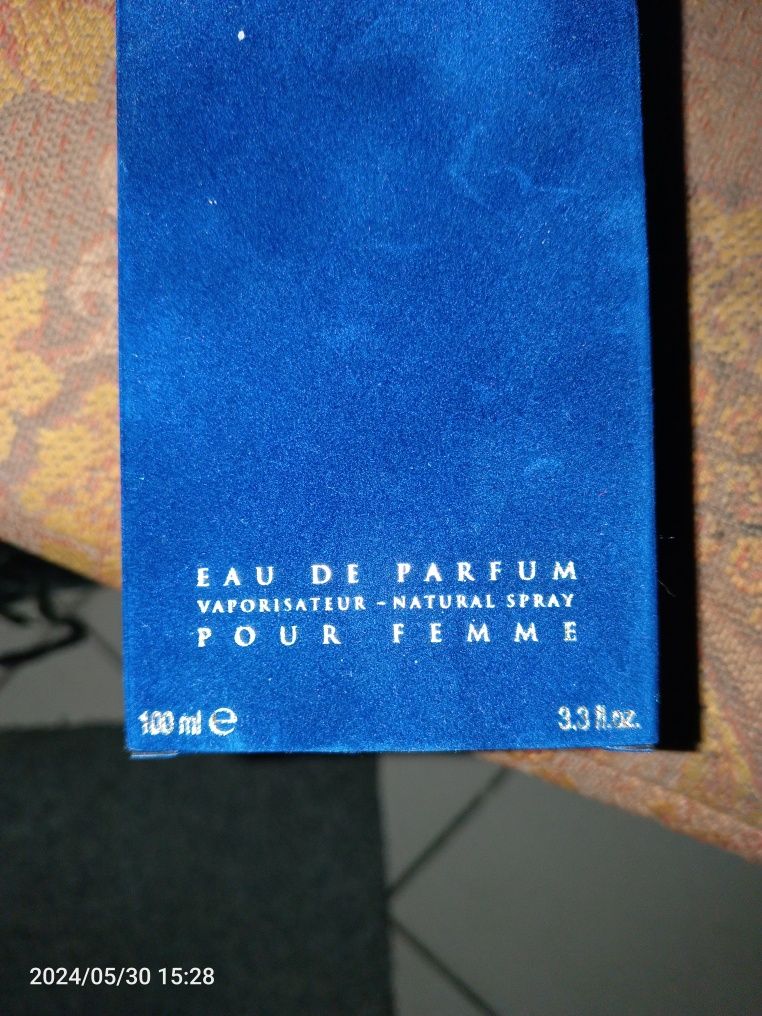 EAU DE PARFUM
VAPORISATEUR - NATURAL SPRAY
POUR FEMME
100 ml ℮ 3.3 fl.oz.
2024/05/30 15:28